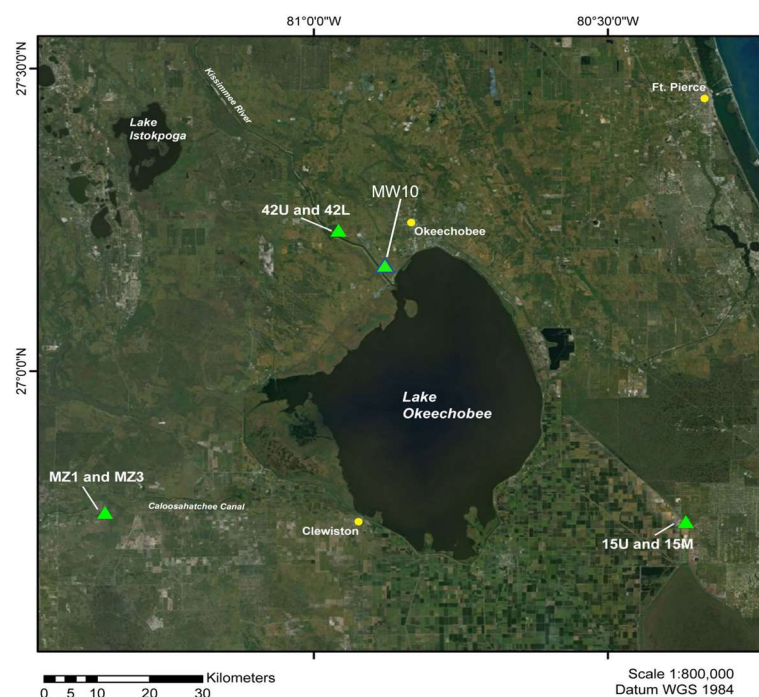 81°0'0"W
80°30'0"W
27°30'0"N
Kissimmee River
Ft. Pierce
Lake
Istokpoga
MW10
42U and 42L
Okeechobee
27°0'0"N
Lake
Okeechobee
MZ1 and MZ3
Caloosahatchee Canal
Clewiston
15U and 15M
Kilometers
0 5 10 20 30
Scale 1:800,000
Datum WGS 1984